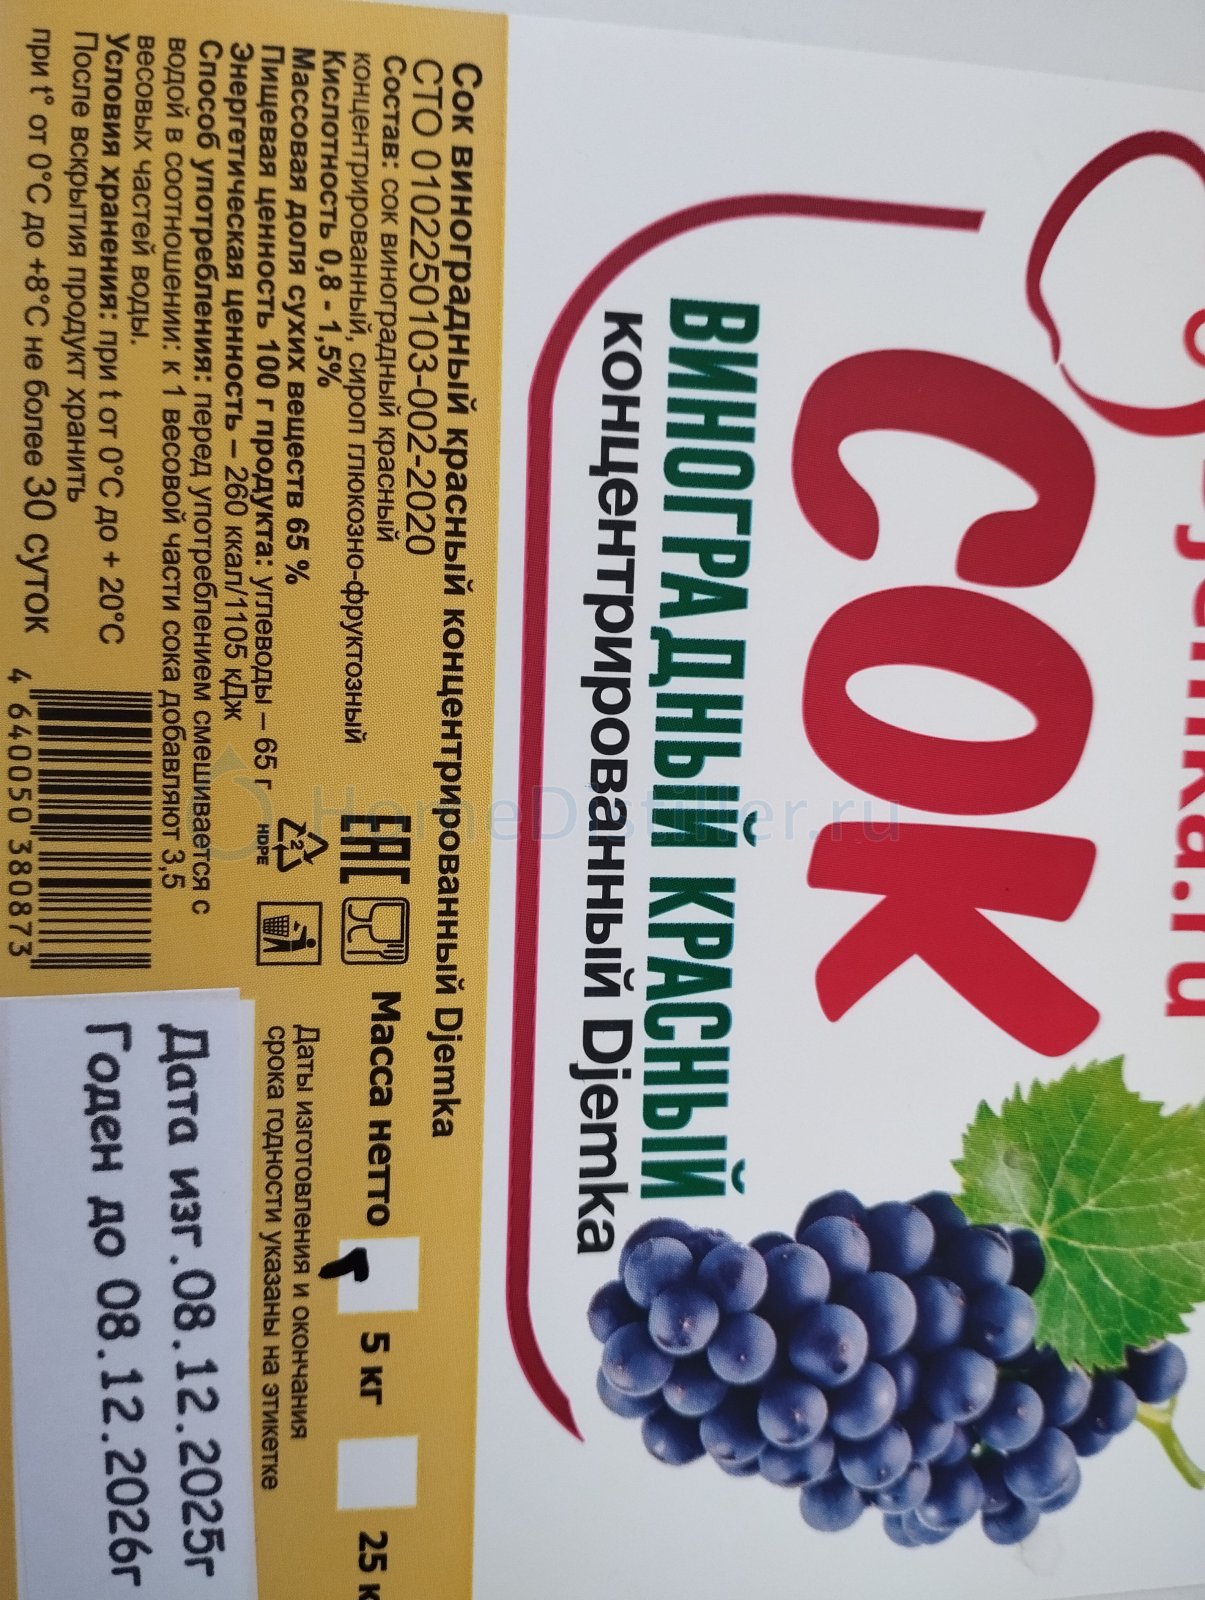 СОК
ВИНОГРАДНЫЙ КРАСНЫЙ
концентрированный Djemka
Сок виноградный красный концентрированный Djemka
СТО 0102250103-002-2020
Состав: сок виноградный красный
концентрированный, сироп глюкозно-фруктозный
Кислотность 0,8 - 1,5%
Массовая доля сухих веществ 65 %
Пищевая ценность 100 г продукта: углеводы – 65 г
Энергетическая ценность – 260 ккал/1105 кДж
Способ употребления: перед употреблением смешивается с
водой в соотношении: к 1 весовой части сока добавляют 3,5
весовых частей воды.
Условия хранения: при t от 0°С до + 20°С
После вскрытия продукт хранить
при t° от 0°С до +8°С не более 30 суток
4 640050 380873
EAC
2
HDPE
Масса нетто 5 кг 25 к
Даты изготовления и окончания
срока годности указаны на этикетке
Дата изг.08.12.2025г
Годен до 08.12.2026г
HomeDistiller.ru